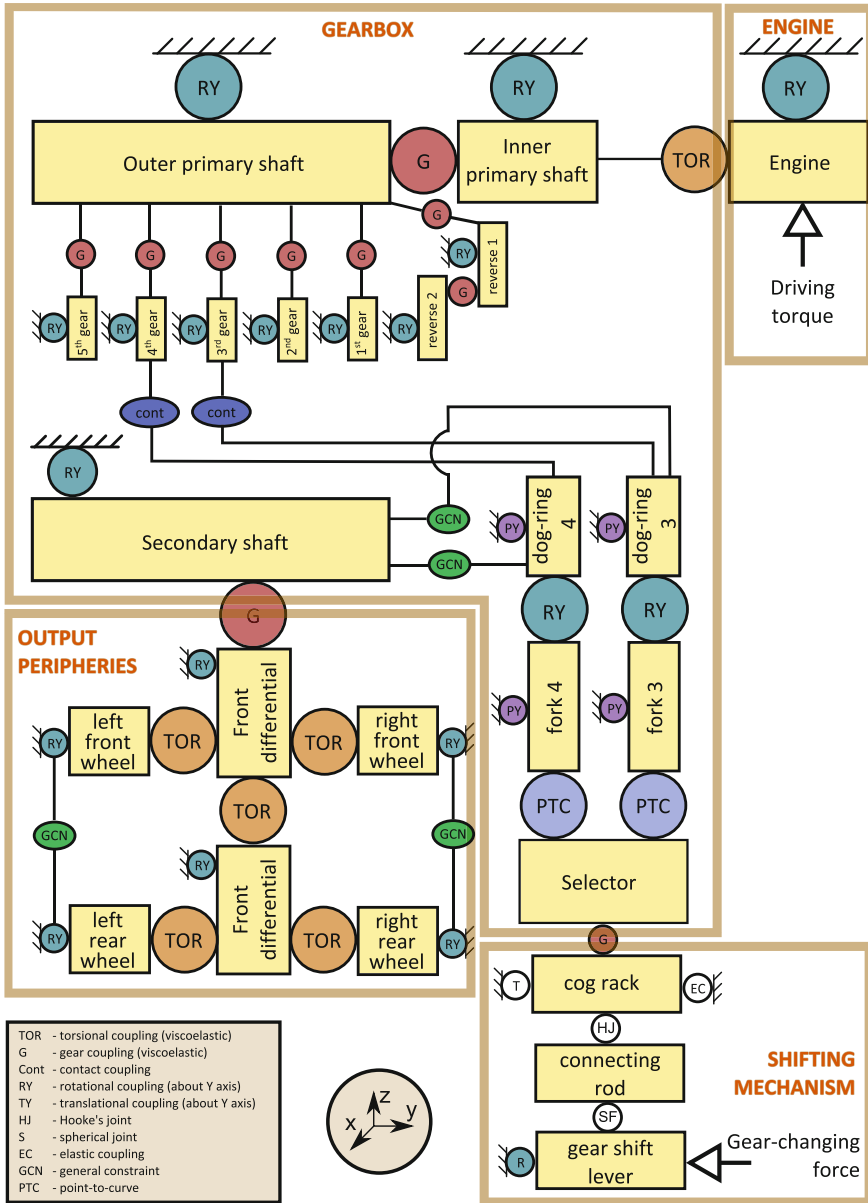 GEARBOX
ENGINE
RY
RY
RY
Outer primary shaft
G
Inner
primary shaft
TOR
Engine
G
G
G
G
G
G
RY
reverse 1
Driving
torque
RY
5th gear
RY
4th gear
RY
3rd gear
RY
2nd gear
RY
1st gear
RY
reverse 2
G
cont
cont
RY
Secondary shaft
GCN
GCN
PY
dog-ring
4
PY
dog-ring
3
RY
RY
G
OUTPUT
PERIPHERIES
RY
Front
differential
PY
fork 4
PY
fork 3
RY
left
front
wheel
TOR
TOR
right
front
wheel
RY
TOR
PTC
PTC
GCN
GCN
RY
Front
differential
Selector
RY
left
rear
wheel
TOR
TOR
right
rear
wheel
RY
G
T
cog rack
EC
HJ
connecting
rod
SHIFTING
MECHANISM
SF
R
gear shift
lever
Gear-changing
force
TOR - torsional coupling (viscoelastic)
G - gear coupling (viscoelastic)
Cont - contact coupling
RY - rotational coupling (about Y axis)
TY - translational coupling (about Y axis)
HJ - Hooke's joint
S - spherical joint
EC - elastic coupling
GCN - general constraint
PTC - point-to-curve
z
x
y